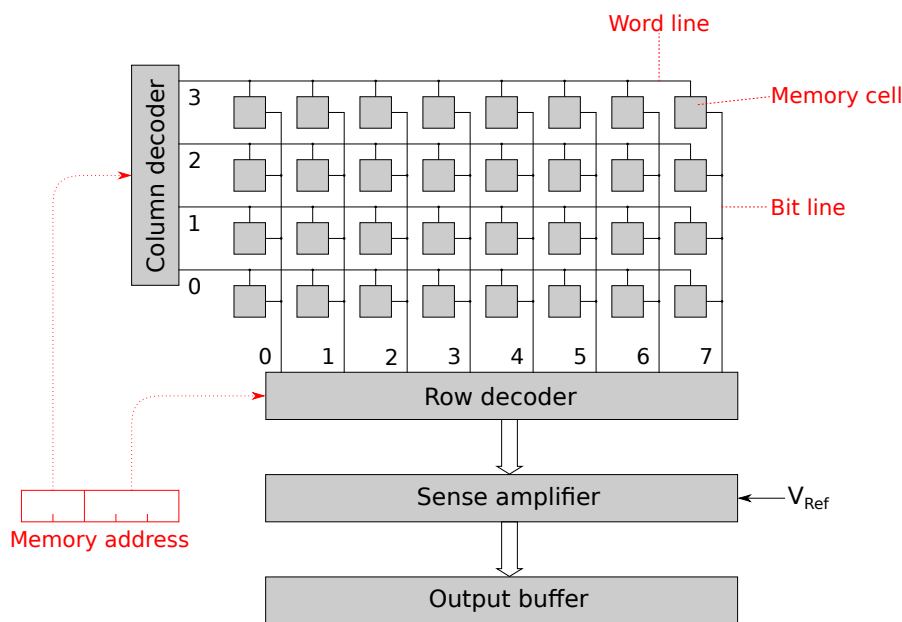 Word line
Column decoder
3
Memory cell
2
Bit line
1
0
0 1 2 3 4 5 6 7
Row decoder
Memory address
Sense amplifier
VRef
Output buffer